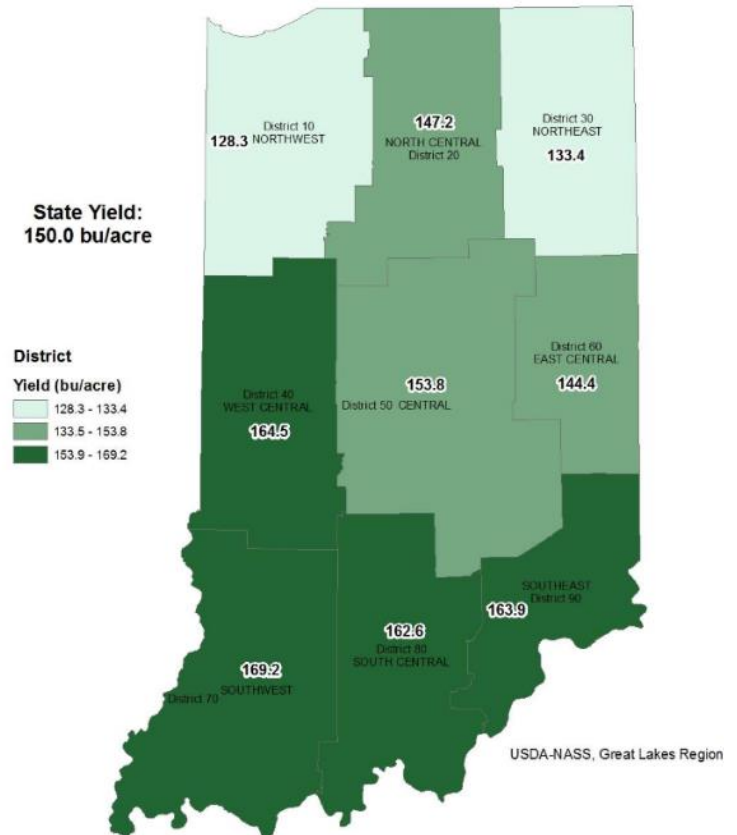 District 10
128.3 NORTHWEST
147.2
NORTH CENTRAL
District 20
District 30
NORTHEAST
133.4
State Yield:
150.0 bu/acre
District
Yield (bu/acre)
128.3 - 133.4
133.5 - 153.8
153.9 - 169.2
District 40
WEST CENTRAL
164.5
153.8
District 50 CENTRAL
District 60
EAST CENTRAL
144.4
SOUTHEAST
District 90
163.9
162.6
District 80
SOUTH CENTRAL
169.2
District 70 SOUTHWEST
USDA-NASS, Great Lakes Region